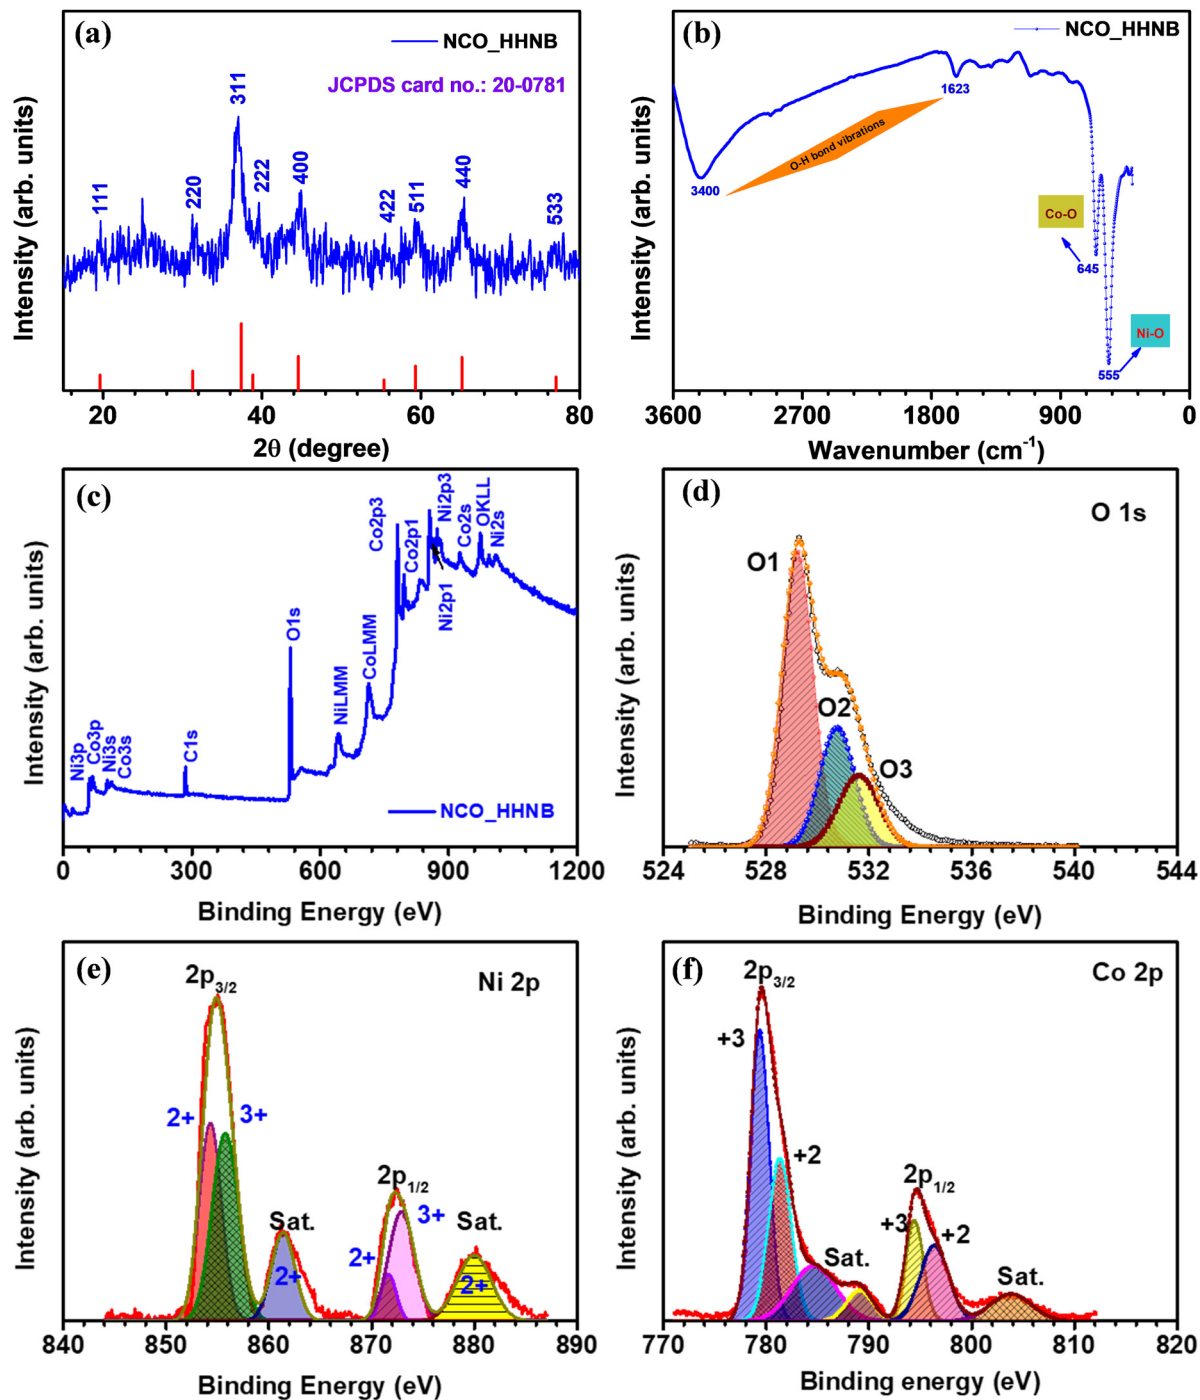 (a)
NCO_HHNB
JCPDS card no.: 20-0781
111
220
311
222
400
422
511
440
533
Intensity (arb. units)
20
40
60
80
2θ (degree)
(b)
NCO_HHNB
3400
O-H bond vibrations
1623
Co-O
645
Ni-O
555
Intensity (arb. units)
3600
2700
1800
900
0
Wavenumber (cm⁻¹)
(c)
Ni3p
Co3p
Ni3s
Co3s
C1s
O1s
NiLMM
CoLMM
Co2p3
Co2p1
Ni2p3
Ni2p1
Co2s
OKLL
Ni2s
NCO_HHNB
Intensity (arb. units)
0
300
600
900
1200
Binding Energy (eV)
(d)
O 1s
O1
O2
O3
Intensity (arb. units)
524
528
532
536
540
544
Binding Energy (eV)
(e)
Ni 2p
2p3/2
2+
3+
Sat.
2+
2p1/2
2+
3+
Sat.
2+
Intensity (arb. units)
840
850
860
870
880
890
Binding Energy (eV)
(f)
Co 2p
2p3/2
+3
+2
Sat.
2p1/2
+3
+2
Sat.
Intensity (arb. units)
770
780
790
800
810
820
Binding energy (eV)